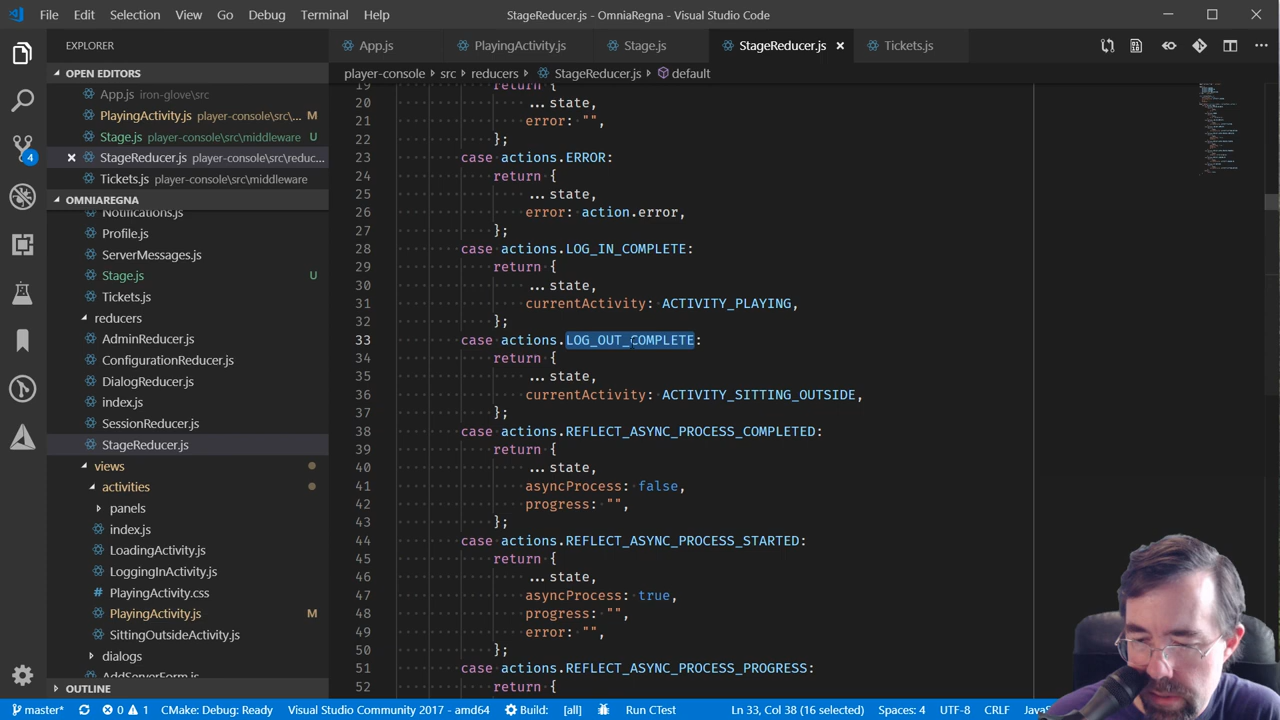 File Edit Selection View Go Debug Terminal Help
StageReducer.js - OmniaRegna - Visual Studio Code
EXPLORER
App.js PlayingActivity.js Stage.js StageReducer.js Tickets.js
OPEN EDITORS
App.js iron-glove\src
PlayingActivity.js player-console\src\... M
Stage.js player-console\src\middleware U
StageReducer.js player-console\src\reduc...
Tickets.js player-console\src\middleware
OMNIAREGNA
Notifications.js
Profile.js
ServerMessages.js
Stage.js U
Tickets.js
reducers
AdminReducer.js
ConfigurationReducer.js
DialogReducer.js
index.js
SessionReducer.js
StageReducer.js
views
activities
panels
index.js
LoadingActivity.js
LoggingInActivity.js
PlayingActivity.css
PlayingActivity.js M
SittingOutsideActivity.js
dialogs
AddServerForm.js
OUTLINE
4
player-console > src > reducers > StageReducer.js > default
19 return {
20 ...state,
21 error: "",
22 };
23 case actions.ERROR:
24 return {
25 ...state,
26 error: action.error,
27 };
28 case actions.LOG_IN_COMPLETE:
29 return {
30 ...state,
31 currentActivity: ACTIVITY_PLAYING,
32 };
33 case actions.LOG_OUT_COMPLETE:
34 return {
35 ...state,
36 currentActivity: ACTIVITY_SITTING_OUTSIDE,
37 };
38 case actions.REFLECT_ASYNC_PROCESS_COMPLETED:
39 return {
40 ...state,
41 asyncProcess: false,
42 progress: "",
43 };
44 case actions.REFLECT_ASYNC_PROCESS_STARTED:
45 return {
46 ...state,
47 asyncProcess: true,
48 progress: "",
49 error: "",
50 };
51 case actions.REFLECT_ASYNC_PROCESS_PROGRESS:
52 return {
master* 0 1 CMake: Debug: Ready Visual Studio Community 2017 - amd64 Build: [all] Run CTest Ln 33, Col 38 (16 selected) Spaces: 4 UTF-8 CRLF